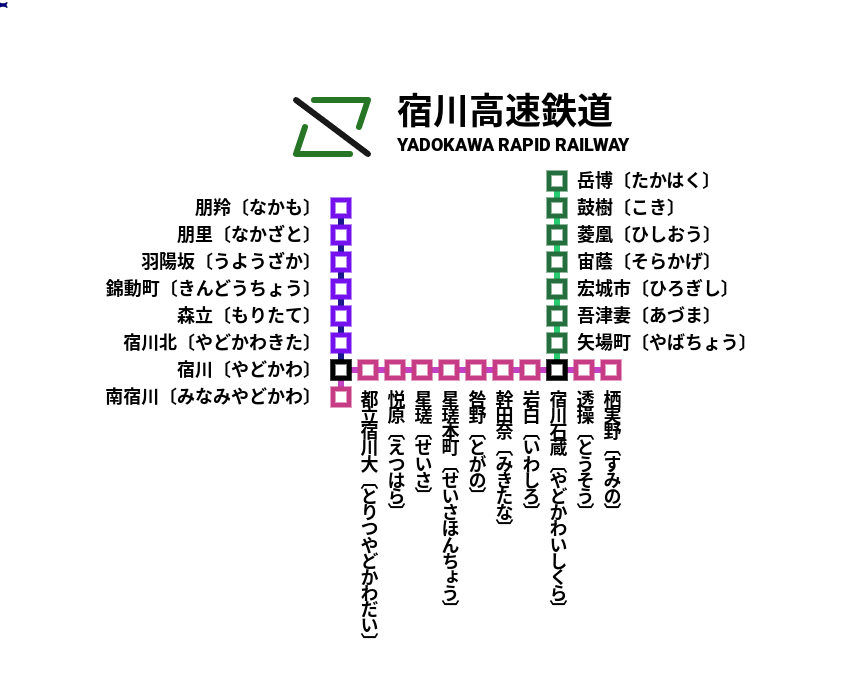 宿川高速鉄道
YADOKAWA RAPID RAILWAY
朋羚〔なかも〕
朋里〔なかざと〕
羽陽坂〔うようざか〕
錦動町〔きんどうちょう〕
森立〔もりたて〕
宿川北〔やどかわきた〕
宿川〔やどかわ〕
南宿川〔みなみやどかわ〕
岳博〔たかはく〕
鼓樹〔こき〕
菱凰〔ひしおう〕
宙蔭〔そらかげ〕
宏城市〔ひろぎし〕
吾津妻〔あづま〕
矢場町〔やばちょう〕
都立宿川大〔とりつやどかわだい〕
悦原〔えつはら〕
星瑳〔せいさ〕
星瑳本町〔せいさほんちょう〕
咎野〔とがの〕
幹田奈〔みきたな〕
岩白〔いわしろ〕
宿川石蔵〔やどかわいしくら〕
透操〔とうそう〕
栖実野〔すみの〕